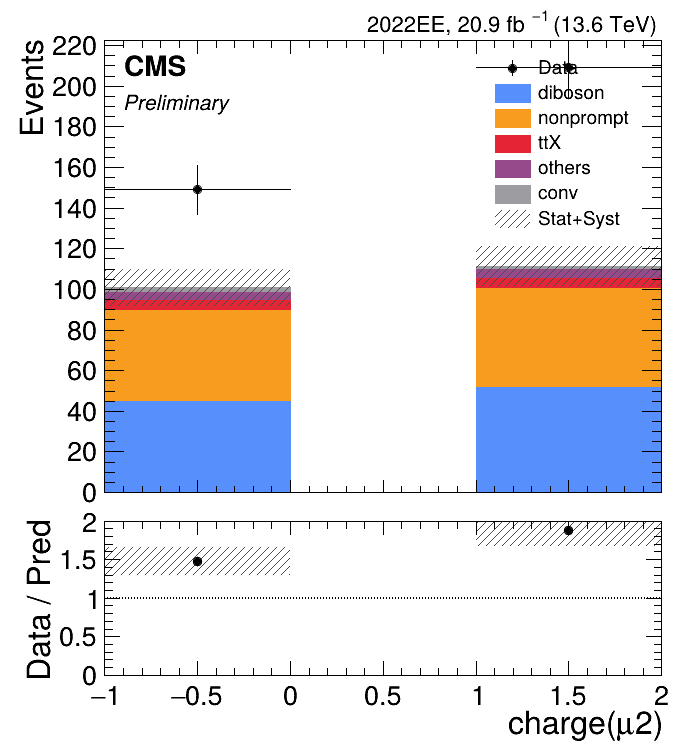 2022EE, 20.9 fb⁻¹ (13.6 TeV)
CMS
Preliminary
Events
220
200
180
160
140
120
100
80
60
40
20
0
Data
diboson
nonprompt
ttX
others
conv
Stat+Syst
Data / Pred
2
1.5
1
0.5
0
−1 −0.5 0 0.5 1 1.5 2
charge(μ2)